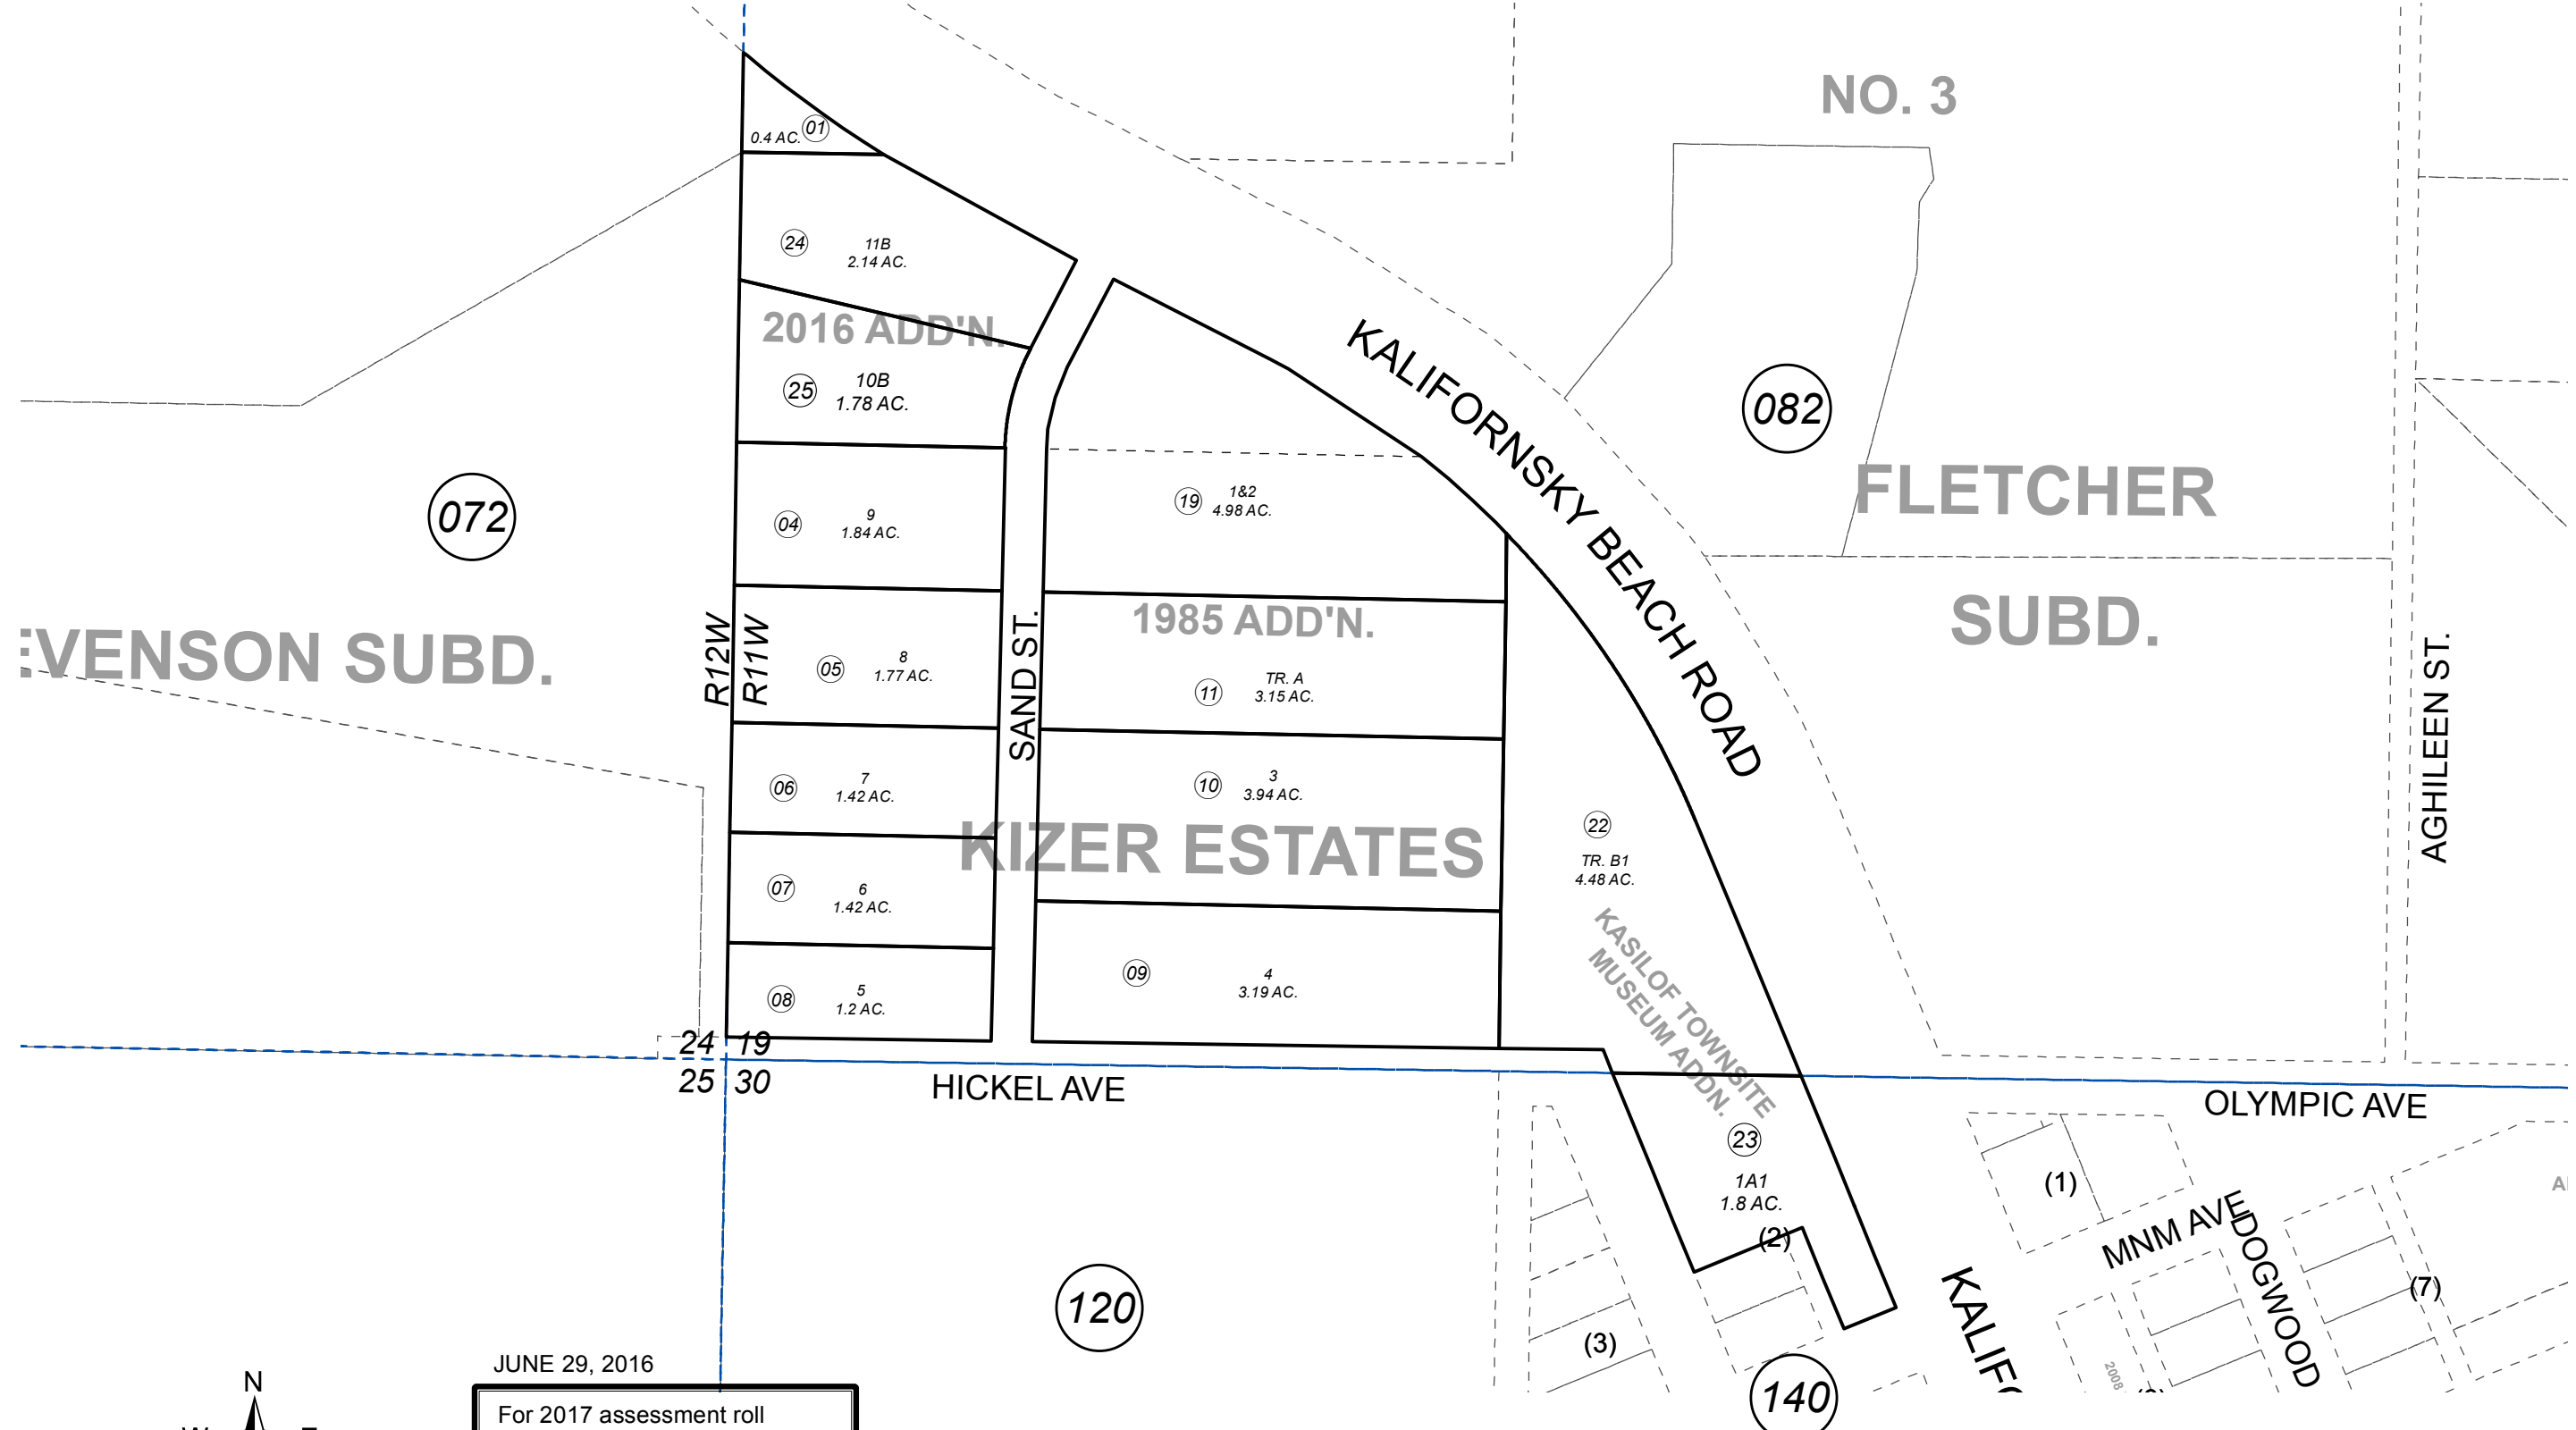 NO. 3
01
0.4 AC.
24
11B
2.14 AC.
2016 ADD'N.
25
10B
1.78 AC.
KALIFORNSKY BEACH ROAD
082
FLETCHER
SUBD.
072
04
9
1.84 AC.
19
1&2
4.98 AC.
EVENSON SUBD.
R12W
R11W
05
8
1.77 AC.
SAND ST.
1985 ADD'N.
11
TR. A
3.15 AC.
AGHILEEN ST.
06
7
1.42 AC.
10
3
3.94 AC.
KIZER ESTATES
22
TR. B1
4.48 AC.
07
6
1.42 AC.
KASILOF TOWNSITE
MUSEUM ADDN.
08
5
1.2 AC.
09
4
3.19 AC.
24 19
25 30
HICKEL AVE
OLYMPIC AVE
23
1A1
1.8 AC.
(2)
(1)
MNM AVE
DOGWOOD
(7)
120
(3)
140
2008
JUNE 29, 2016
For 2017 assessment roll
N